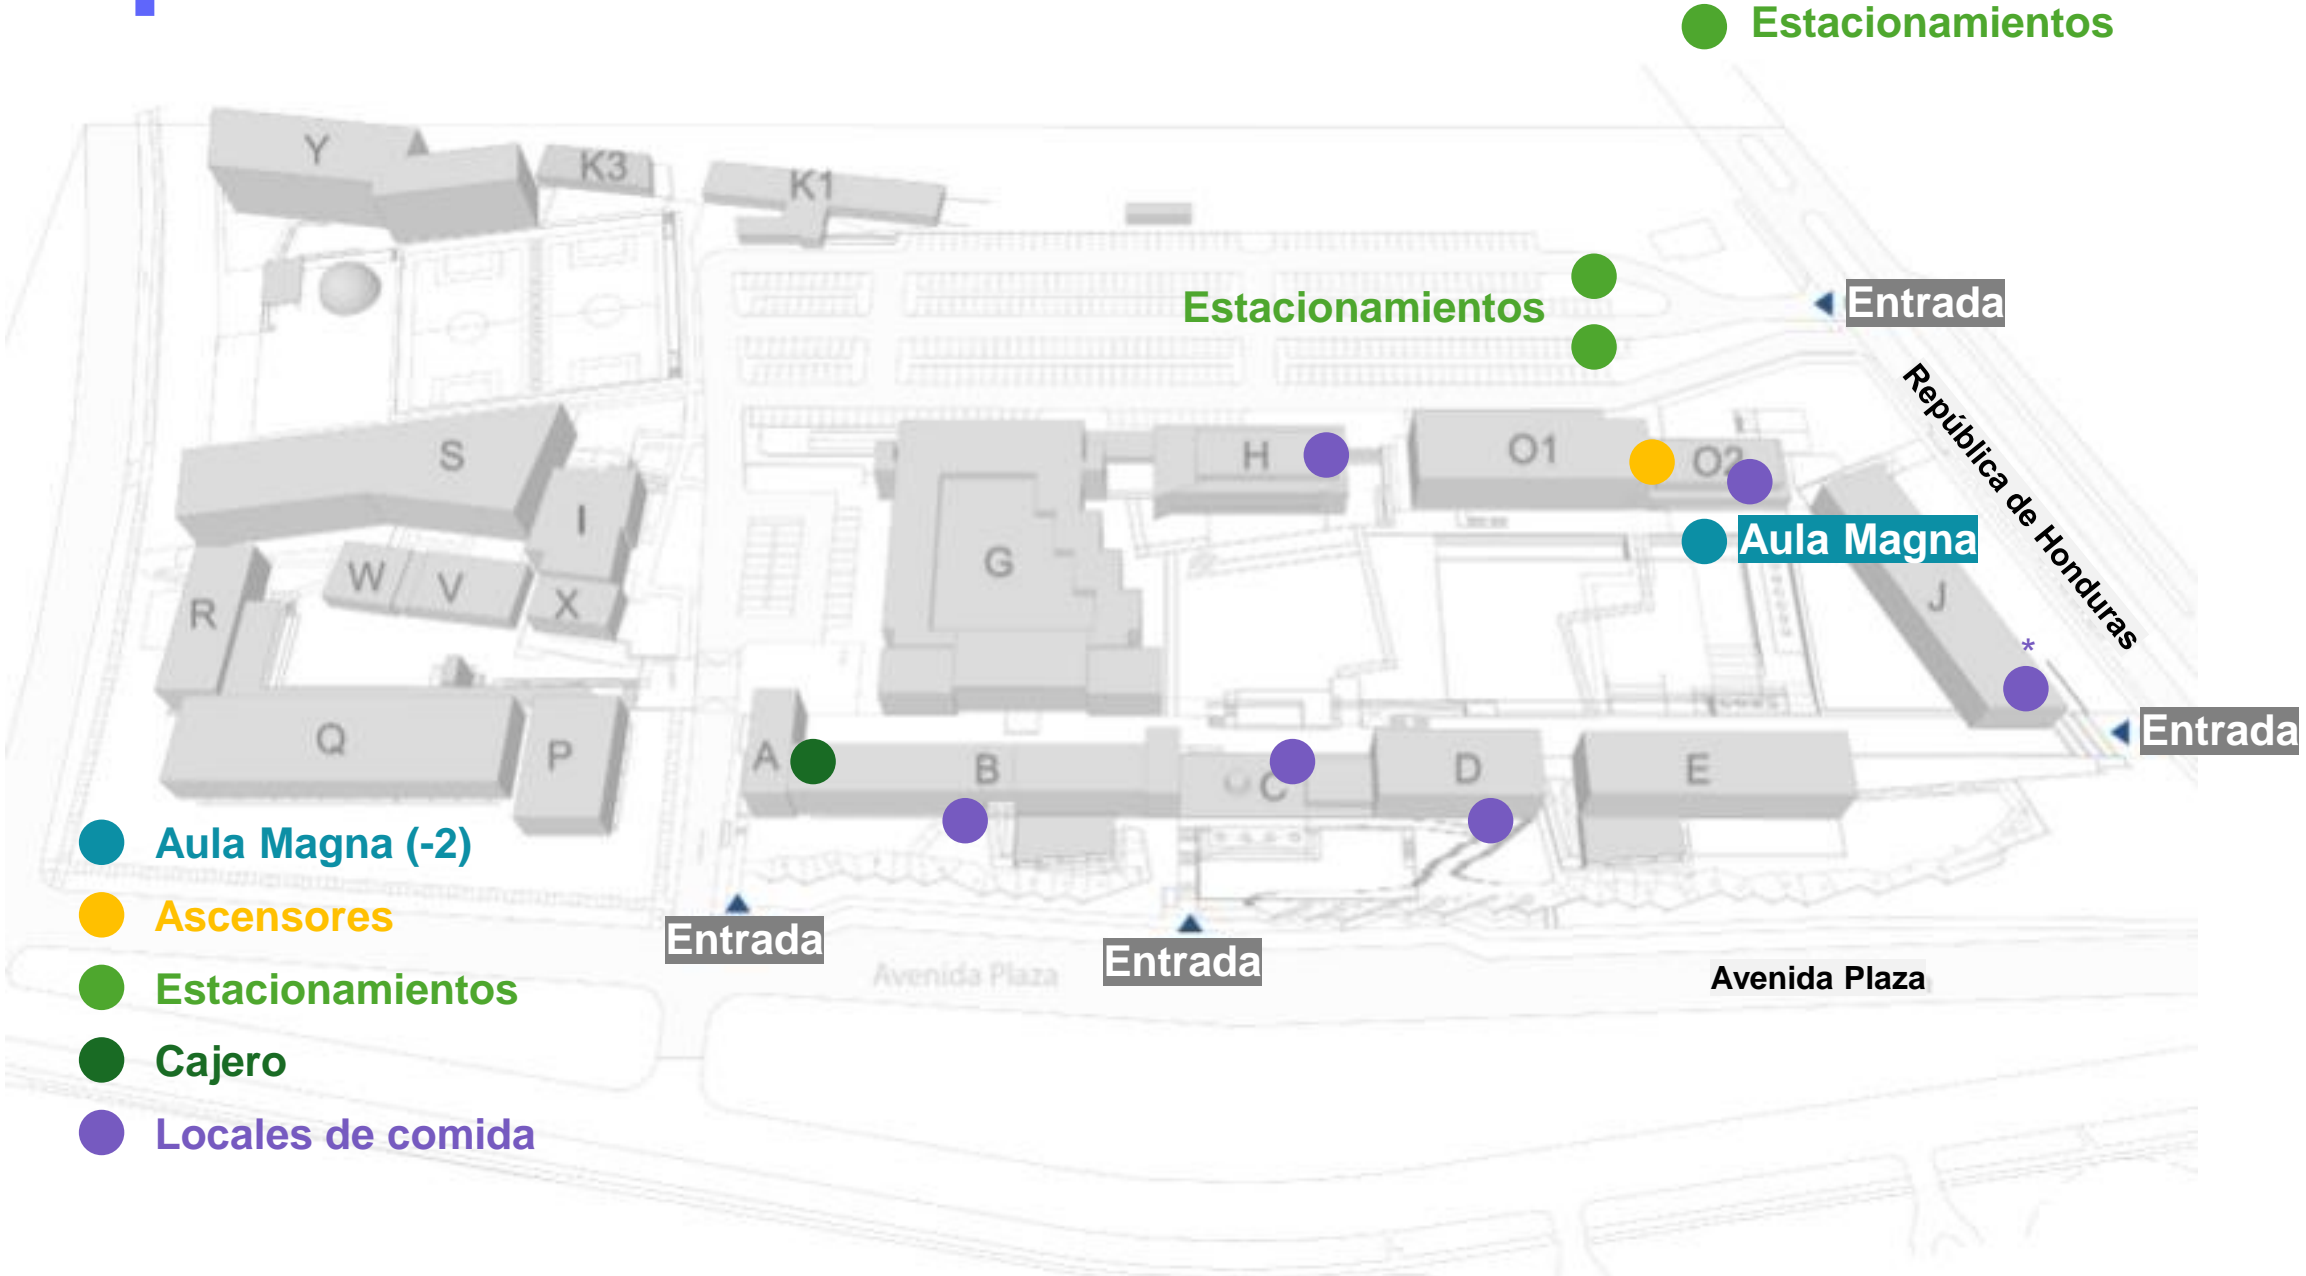 Estacionamientos
Y
K3
K1
Estacionamientos
Entrada
República de Honduras
S
H
O1
O2
I
G
Aula Magna
W
V
X
R
J
*
Q
P
A
B
C
D
E
Entrada
Aula Magna (-2)
Ascensores
Estacionamientos
Cajero
Locales de comida
Entrada
Entrada
Avenida Plaza
Avenida Plaza